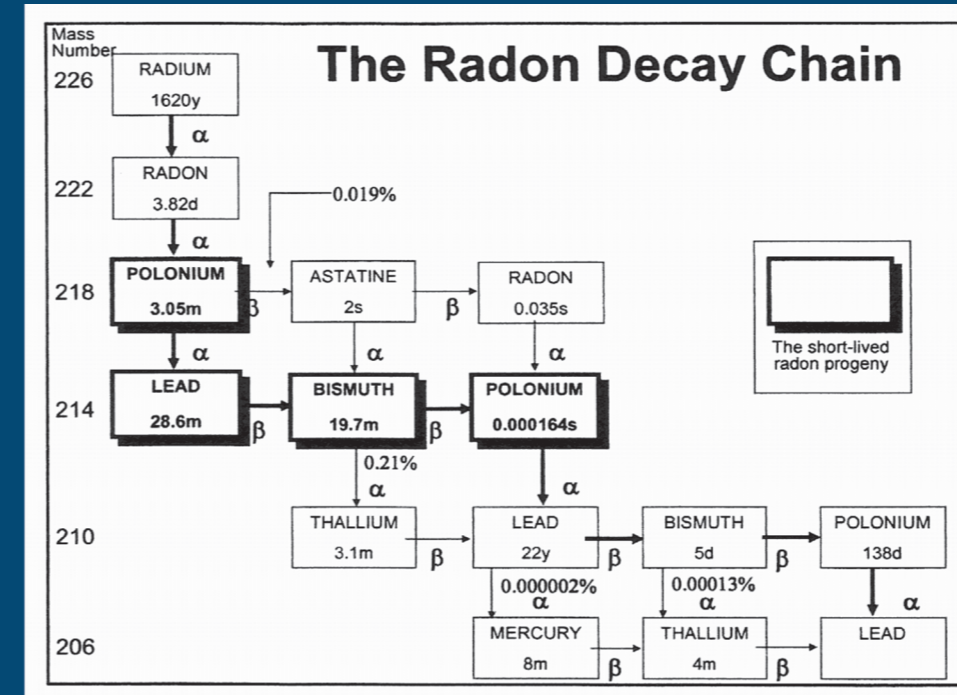 Mass
Number
The Radon Decay Chain
226
RADIUM
1620y
α
222
RADON
3.82d
0.019%
α
218
POLONIUM
3.05m
β
ASTATINE
2s
β
RADON
0.035s
The short-lived
radon progeny
α
α
α
214
LEAD
28.6m
β
BISMUTH
19.7m
β
POLONIUM
0.000164s
0.21%
α
α
210
THALLIUM
3.1m
β
LEAD
22y
β
BISMUTH
5d
β
POLONIUM
138d
0.000002%
α
0.00013%
α
α
206
MERCURY
8m
β
THALLIUM
4m
β
LEAD